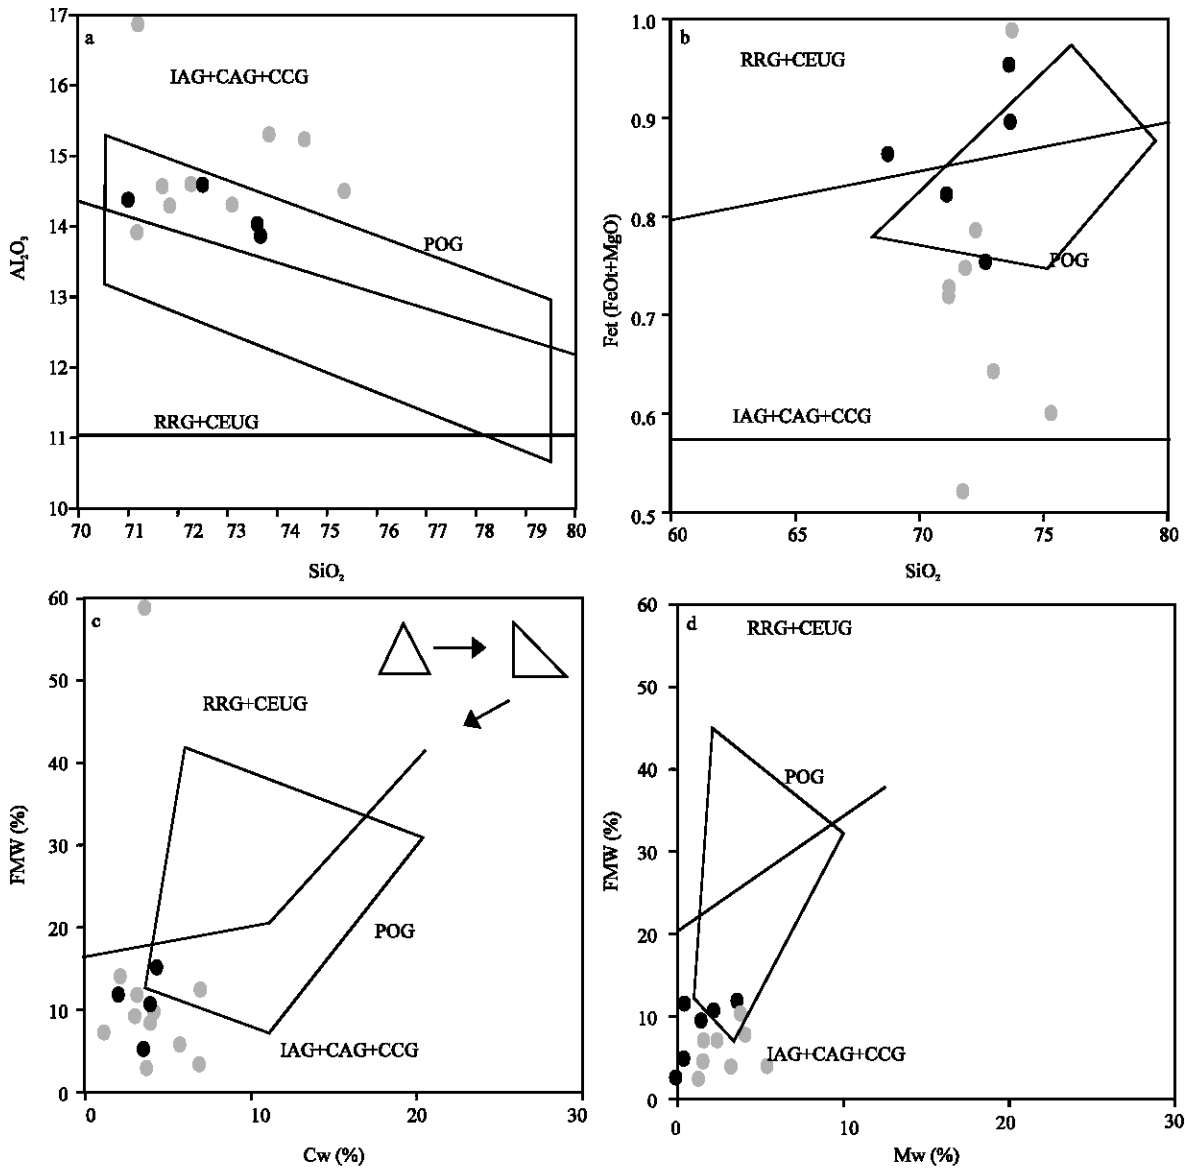 a
17
16
15
14
13
12
11
10
Al₂O₃
IAG+CAG+CCG
POG
RRG+CEUG
70 71 72 73 74 75 76 77 78 79 80
SiO₂
b
1.0
0.9
0.8
0.7
0.6
0.5
Fet (FeOt+MgO)
RRG+CEUG
POG
IAG+CAG+CCG
60 65 70 75 80
SiO₂
c
60
50
40
30
20
10
0
FMW (%)
RRG+CEUG
POG
IAG+CAG+CCG
0 10 20 30
Cw (%)
d
60
50
40
30
20
10
0
FMW (%)
RRG+CEUG
POG
IAG+CAG+CCG
0 10 20 30
Mw (%)